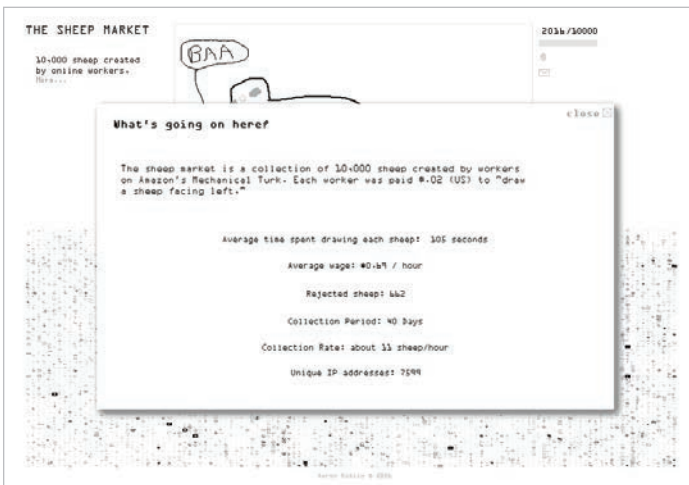 THE SHEEP MARKET
10,000 sheep created
by online workers.
More...
BAA
2016/10000
What's going on here?
close
The sheep market is a collection of 10,000 sheep created by workers
on Amazon's Mechanical Turk. Each worker was paid $.02 (US) to "draw
a sheep facing left."
Average time spent drawing each sheep: 105 seconds
Average wage: $0.69 / hour
Rejected sheep: 662
Collection Period: 40 Days
Collection Rate: about 11 sheep/hour
Unique IP addresses: 7599